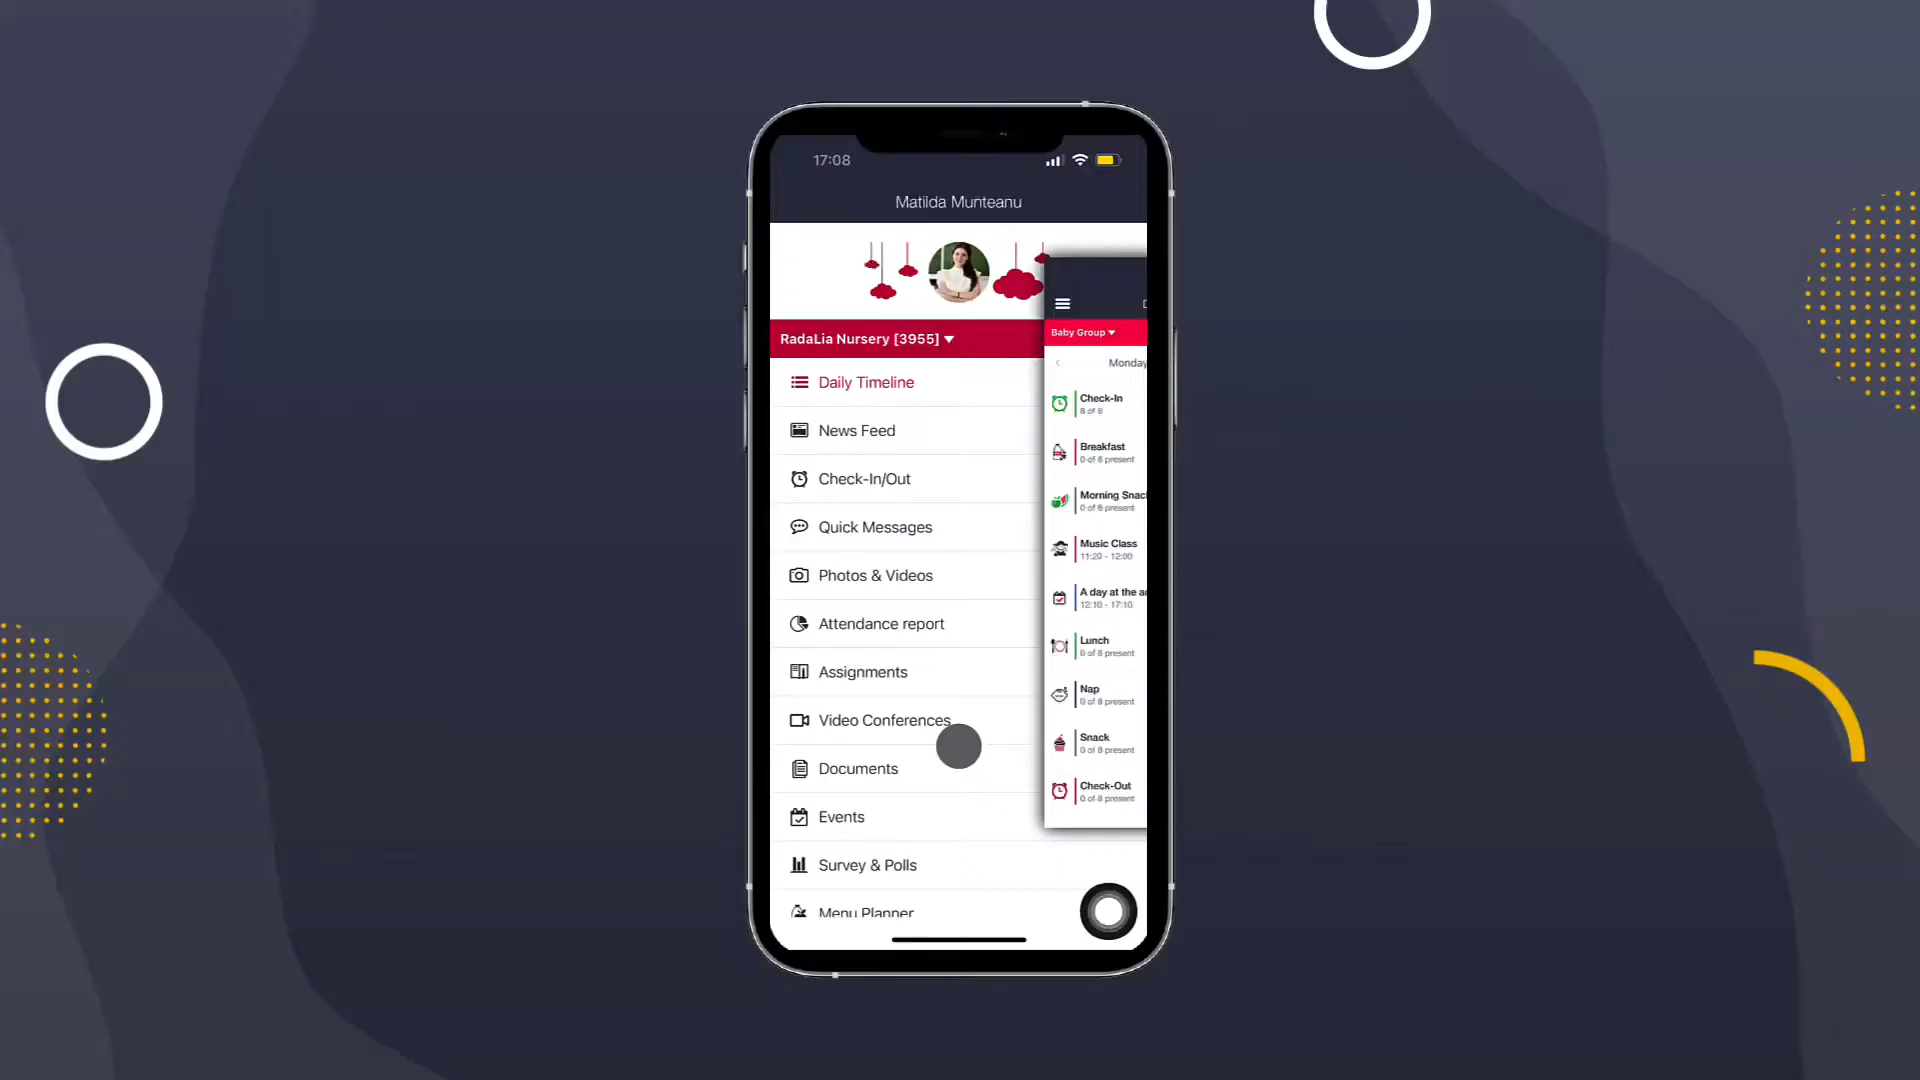 17:08
Matilda Munteanu
RadaLia Nursery [3955]
Daily Timeline
News Feed
Check-In/Out
Quick Messages
Photos & Videos
Attendance report
Assignments
Video Conferences
Documents
Events
Survey & Polls
Menu Planner
Baby Group
Monday
Check-In
8 of 8
Breakfast
0 of 8 present
Morning Snac
0 of 8 present
Music Class
11:20 - 12:00
A day at the a
12:10 - 17:10
Lunch
0 of 8 present
Nap
0 of 8 present
Snack
0 of 8 present
Check-Out
0 of 8 present